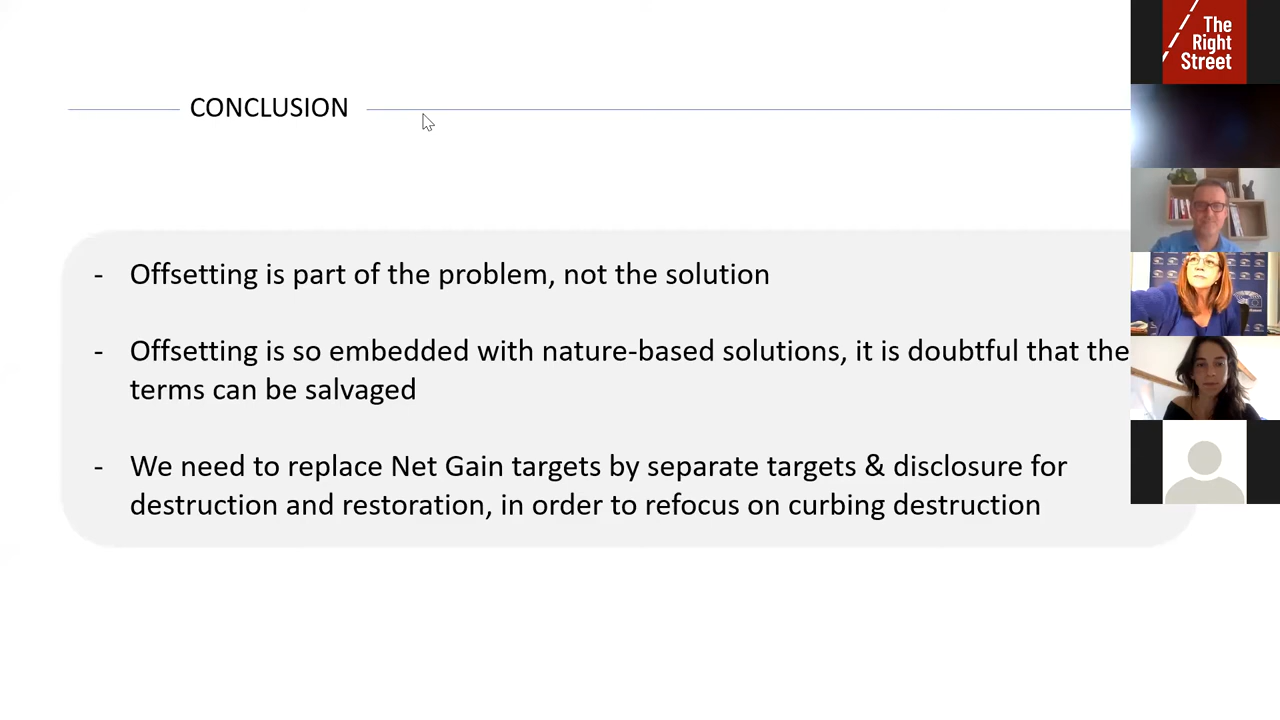 The
Right
Street
CONCLUSION
- Offsetting is part of the problem, not the solution
- Offsetting is so embedded with nature-based solutions, it is doubtful that the
terms can be salvaged
- We need to replace Net Gain targets by separate targets & disclosure for
destruction and restoration, in order to refocus on curbing destruction